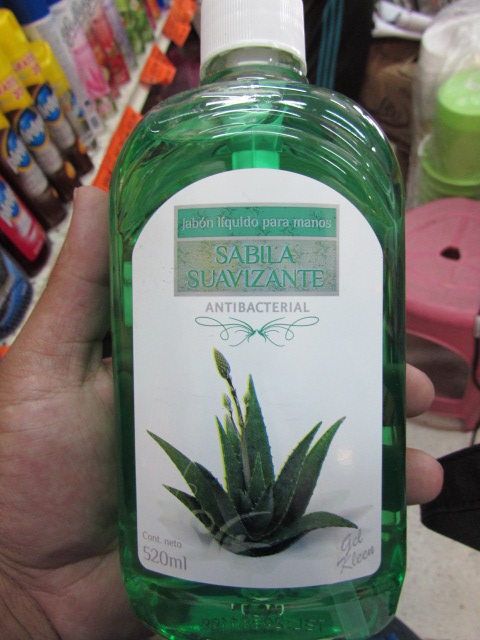 jabón líquido para manos
SABILA
SUAVIZANTE
ANTIBACTERIAL
Cont. neto
520ml
Gel
Kleen